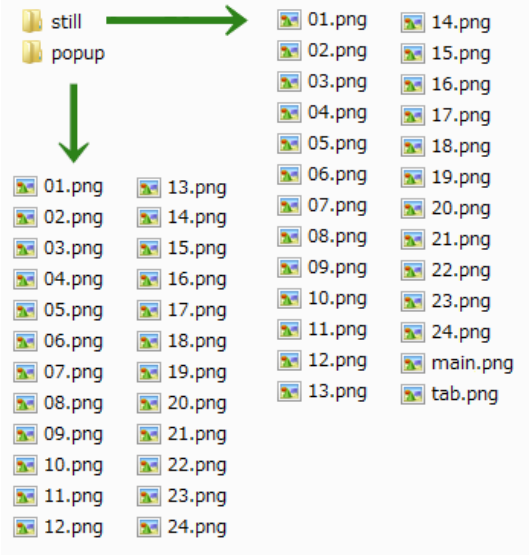 still
popup
01.png
02.png
03.png
04.png
05.png
06.png
07.png
08.png
09.png
10.png
11.png
12.png
13.png
14.png
15.png
16.png
17.png
18.png
19.png
20.png
21.png
22.png
23.png
24.png
main.png
tab.png
01.png
02.png
03.png
04.png
05.png
06.png
07.png
08.png
09.png
10.png
11.png
12.png
13.png
14.png
15.png
16.png
17.png
18.png
19.png
20.png
21.png
22.png
23.png
24.png